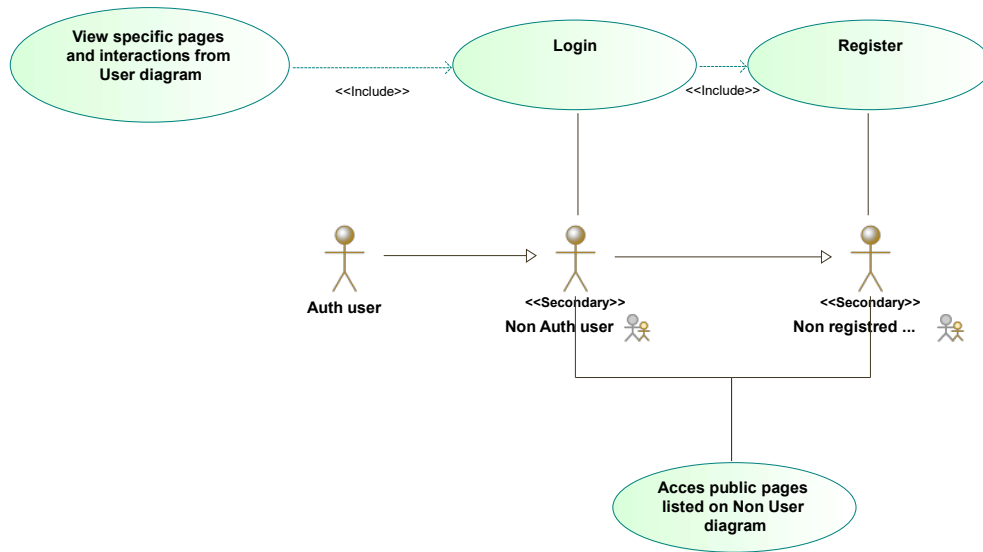 View specific pages
and interactions from
User diagram
Login
Register
<<Include>>
<<Include>>
Auth user
<<Secondary>>
Non Auth user
<<Secondary>>
Non registred ...
Acces public pages
listed on Non User
diagram